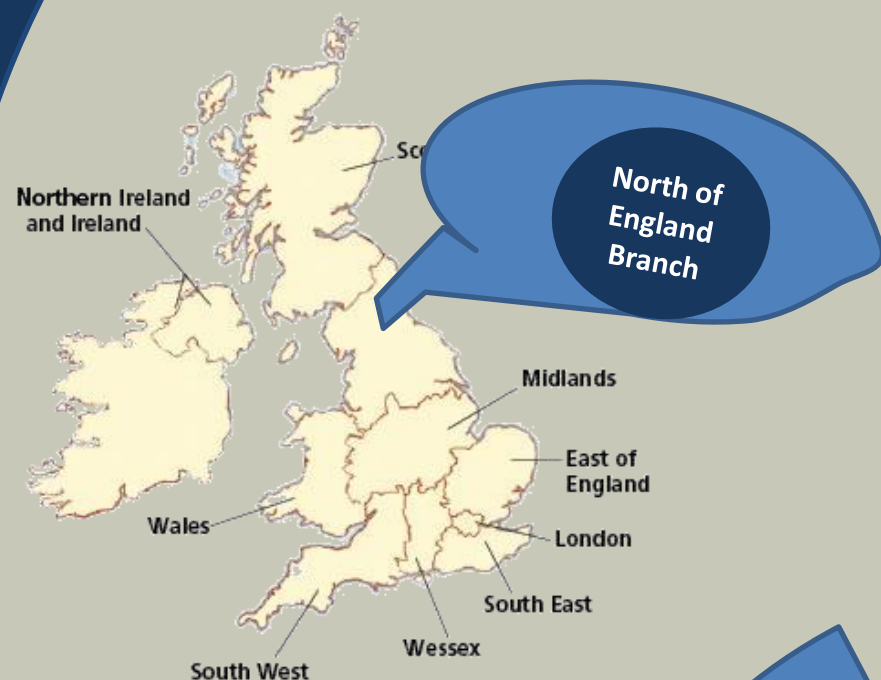 Sco
North of
England
Branch
Northern Ireland
and Ireland
Midlands
East of
England
London
Wales
South East
Wessex
South West